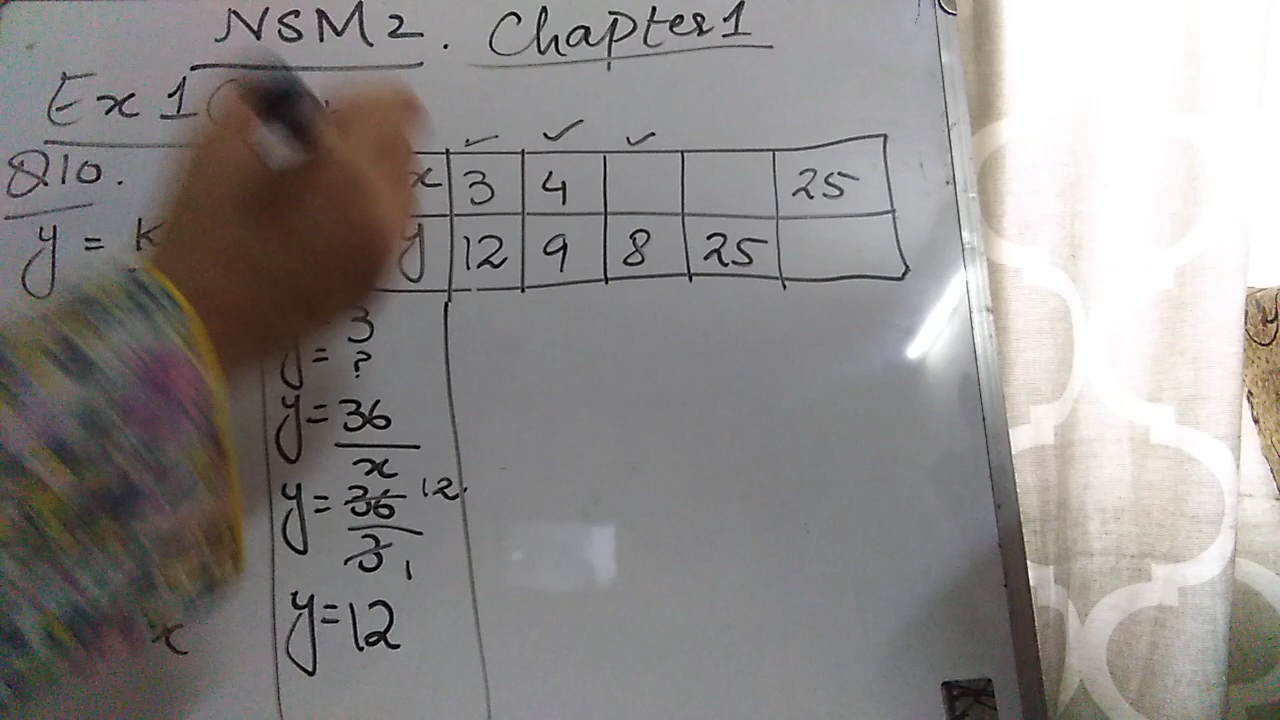 NSM2. Chapter 1
Ex 1
Q10.
x 3 4 25
y = k
y 12 9 8 25
y = 3
?
y = 36
x
y = 36 12
3 1
y = 12
x